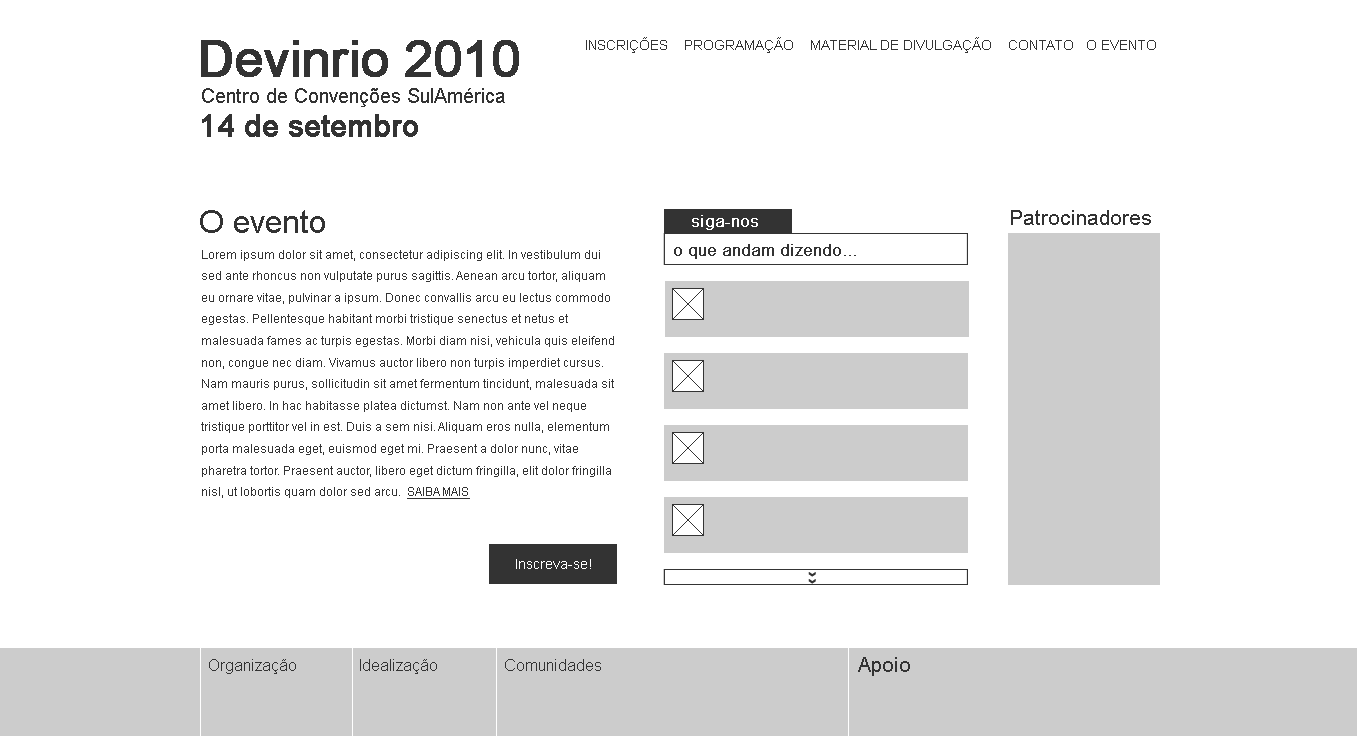 Devinrio 2010
Centro de Convenções SulAmérica
14 de setembro
INSCRIÇÕES PROGRAMAÇÃO MATERIAL DE DIVULGAÇÃO CONTATO O EVENTO
O evento
Lorem ipsum dolor sit amet, consectetur adipiscing elit. In vestibulum dui
sed ante rhoncus non vulputate purus sagittis. Aenean arcu tortor, aliquam
eu ornare vitae, pulvinar a ipsum. Donec convallis arcu eu lectus commodo
egestas. Pellentesque habitant morbi tristique senectus et netus et
malesuada fames ac turpis egestas. Morbi diam nisi, vehicula quis eleifend
non, congue nec diam. Vivamus auctor libero non turpis imperdiet cursus.
Nam mauris purus, sollicitudin sit amet fermentum tincidunt, malesuada sit
amet libero. In hac habitasse platea dictumst. Nam non ante vel neque
tristique porttitor vel in est. Duis a sem nisi. Aliquam eros nulla, elementum
porta malesuada eget, euismod eget mi. Praesent a dolor nunc, vitae
pharetra tortor. Praesent auctor, libero eget dictum fringilla, elit dolor fringilla
nisl, ut lobortis quam dolor sed arcu. SAIBA MAIS
Inscreva-se!
siga-nos
o que andam dizendo...
Patrocinadores
Organização
Idealização
Comunidades
Apoio